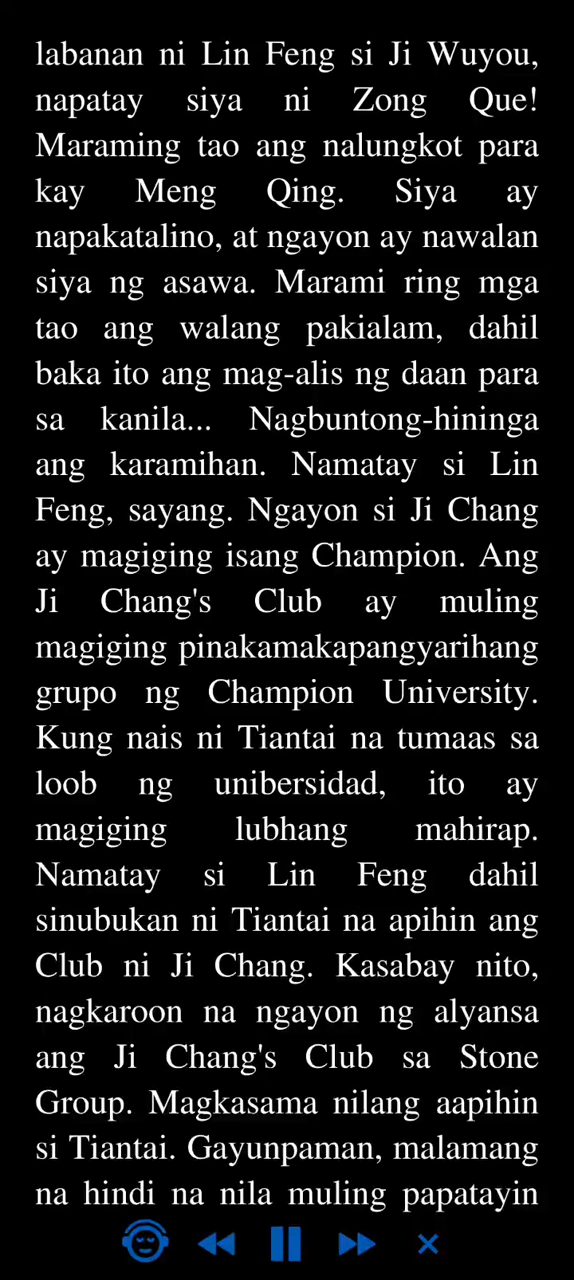 labanan ni Lin Feng si Ji Wuyou,
napatay siya ni Zong Que!
Maraming tao ang nalungkot para
kay Meng Qing. Siya ay
napakatalino, at ngayon ay nawalan
siya ng asawa. Marami ring mga
tao ang walang pakialam, dahil
baka ito ang mag-alis ng daan para
sa kanila... Nagbuntong-hininga
ang karamihan. Namatay si Lin
Feng, sayang. Ngayon si Ji Chang
ay magiging isang Champion. Ang
Ji Chang's Club ay muling
magiging pinakamakapangyarihang
grupo ng Champion University.
Kung nais ni Tiantai na tumaas sa
loob ng unibersidad, ito ay
magiging lubhang mahirap.
Namatay si Lin Feng dahil
sinubukan ni Tiantai na apihin ang
Club ni Ji Chang. Kasabay nito,
nagkaroon na ngayon ng alyansa
ang Ji Chang's Club sa Stone
Group. Magkasama nilang aapihin
si Tiantai. Gayunpaman, malamang
na hindi na nila muling papatayin